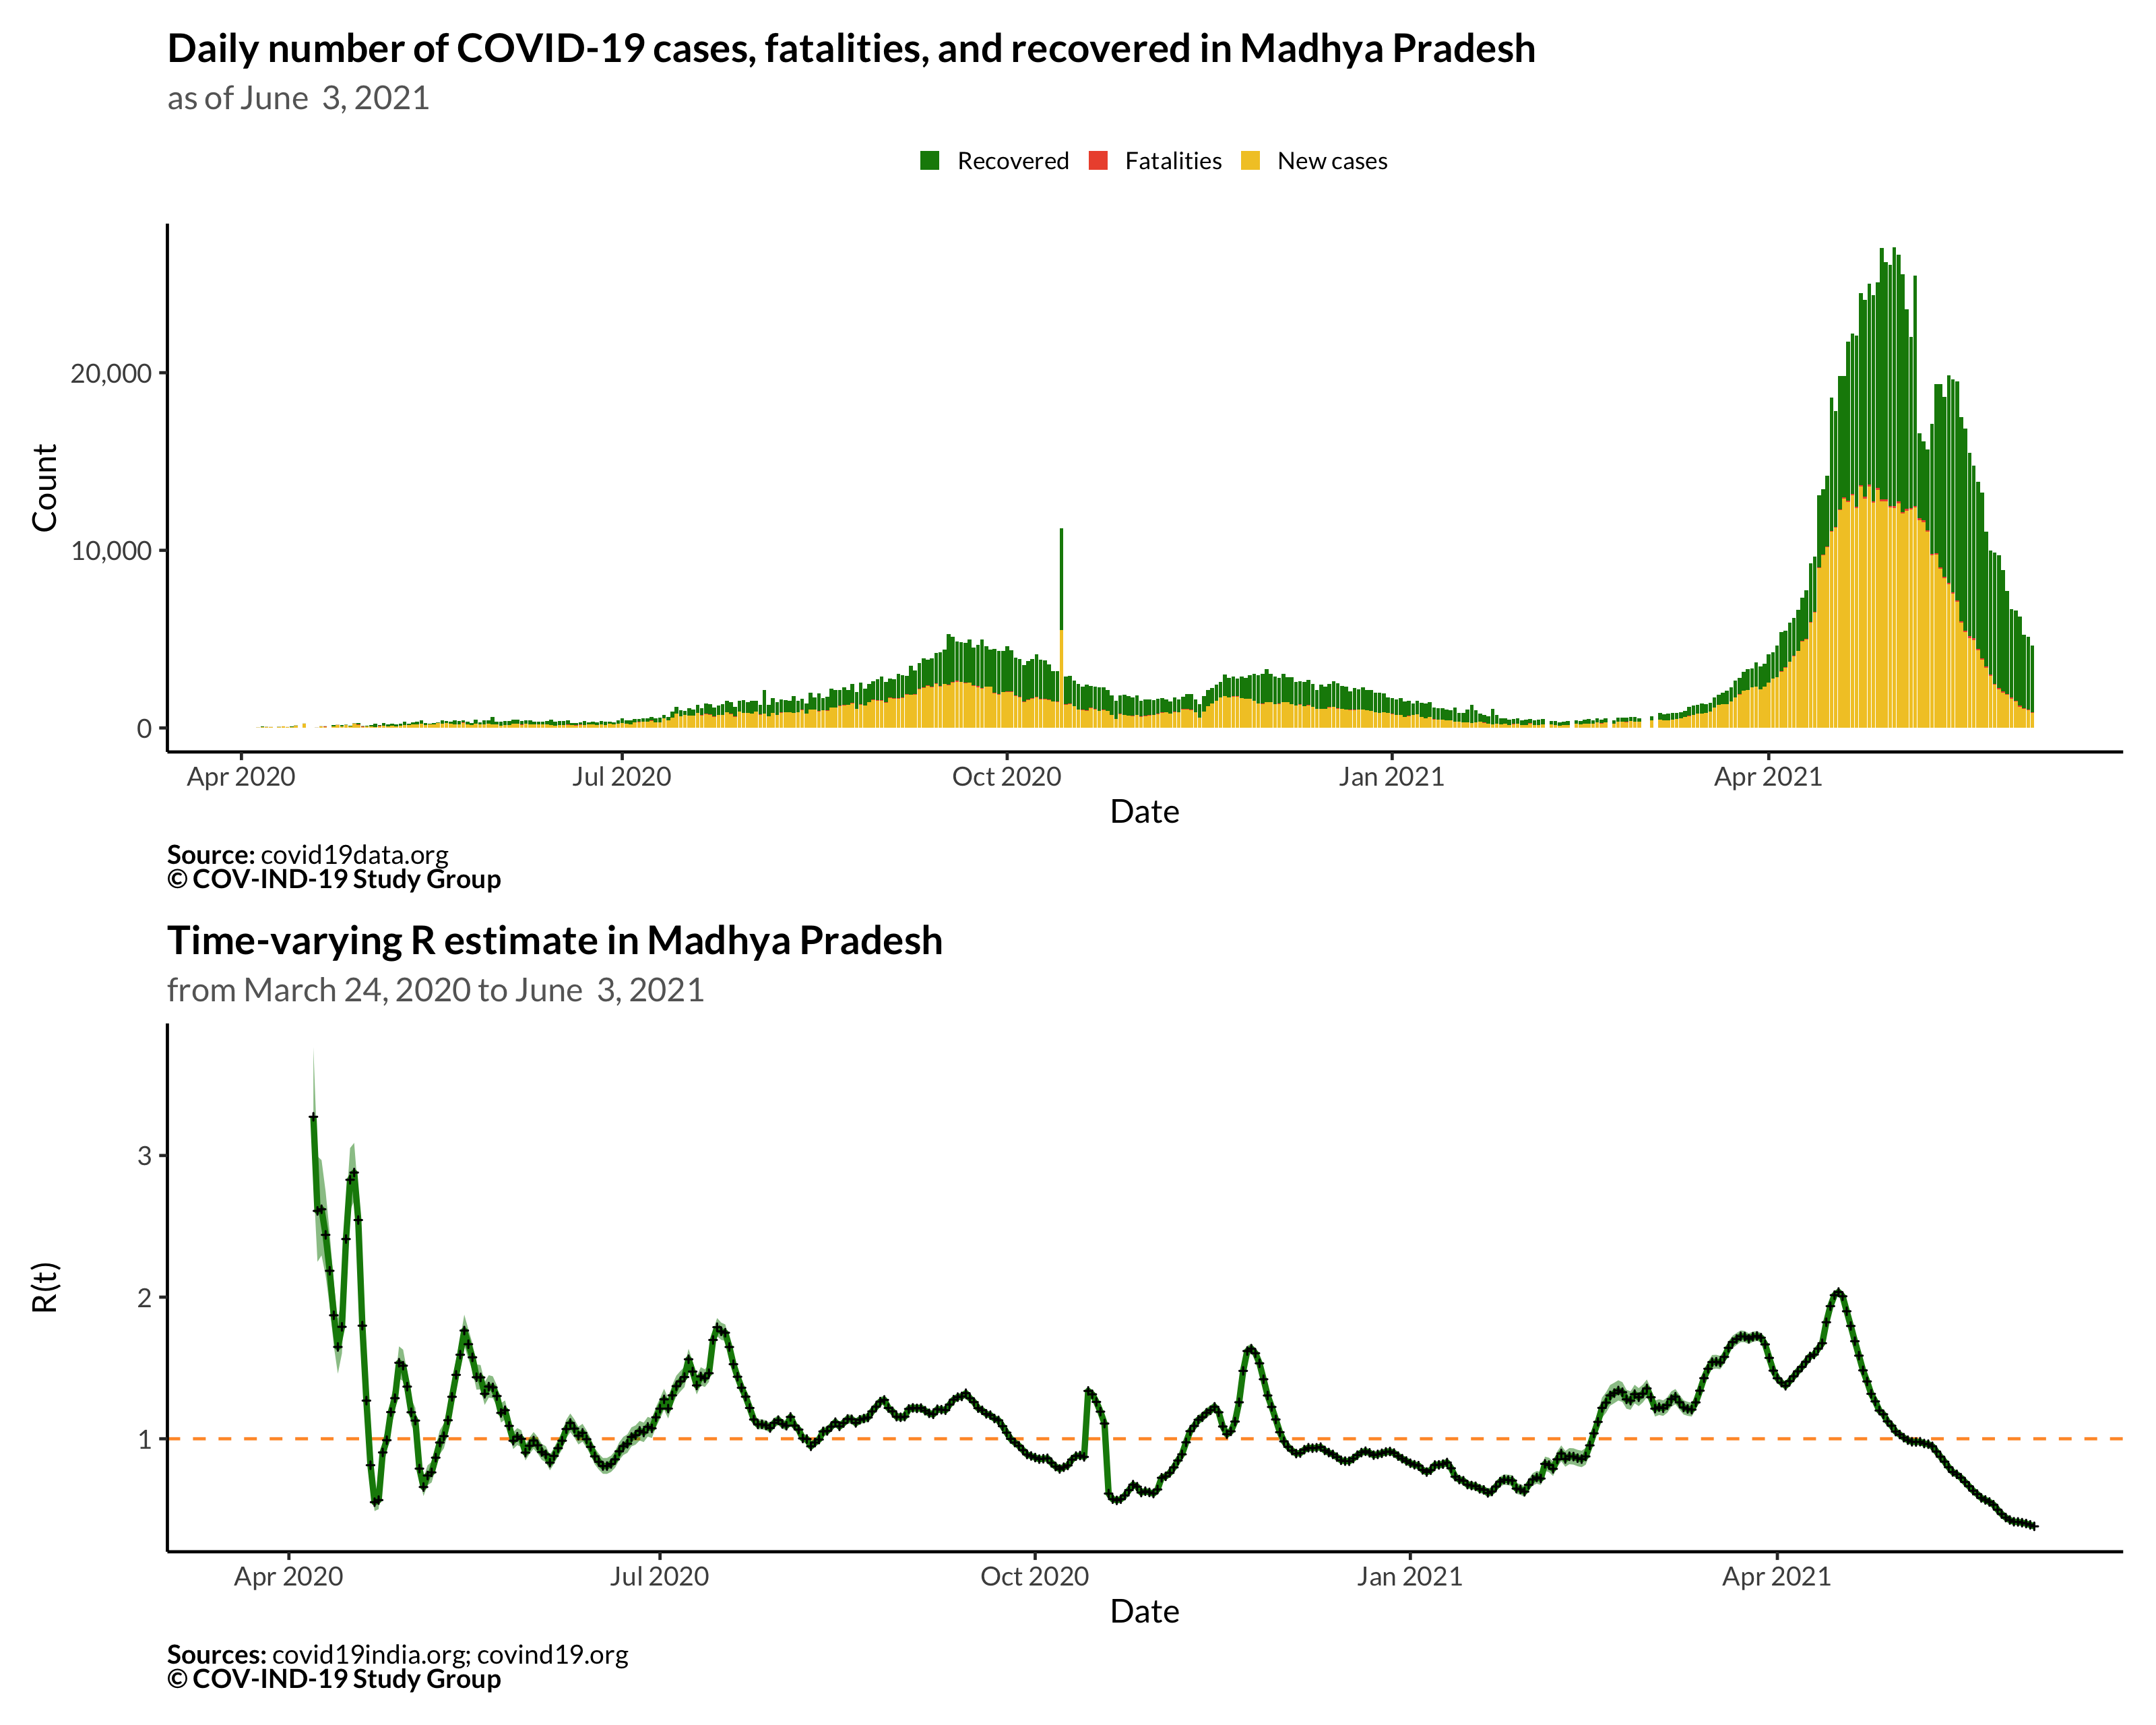 Daily number of COVID-19 cases, fatalities, and recovered in Madhya Pradesh
as of June  3, 2021
Recovered Fatalities New cases
Count
20,000
10,000
0
Apr 2020 Jul 2020 Oct 2020 Jan 2021 Apr 2021
Date
Source: covid19data.org
© COV-IND-19 Study Group
Time-varying R estimate in Madhya Pradesh
from March 24, 2020 to June  3, 2021
R(t)
3
2
1
Apr 2020 Jul 2020 Oct 2020 Jan 2021 Apr 2021
Date
Sources: covid19india.org; covind19.org
© COV-IND-19 Study Group